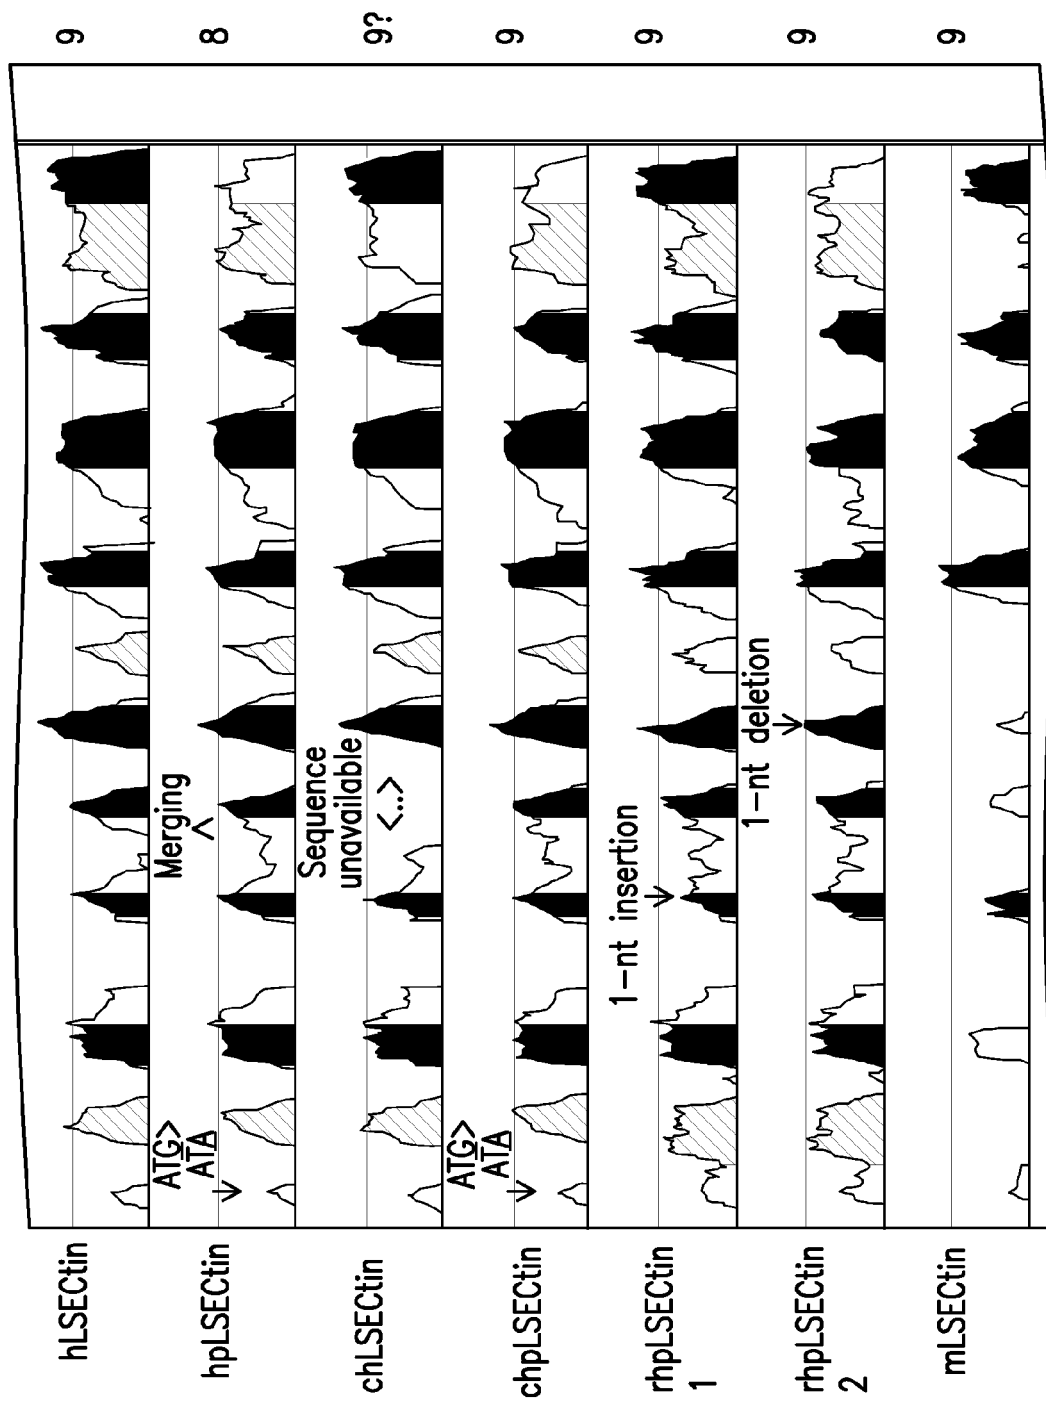 hLSECtin
9
ATG>
ATA
Merging
hpLSECtin
8
Sequence
unavailable
<..>
chLSECtin
9?
ATG>
ATA
chpLSECtin
9
1-nt insertion
rhpLSECtin
1
9
1-nt deletion
rhpLSECtin
2
9
mLSECtin
9